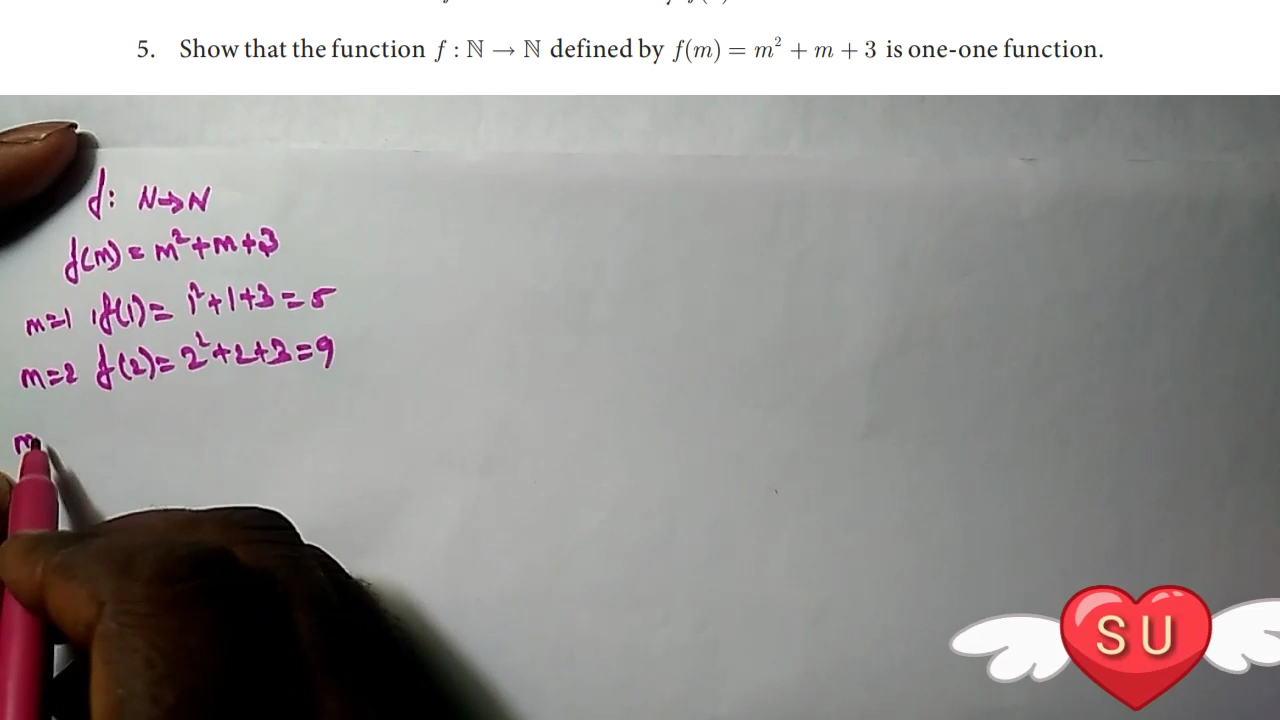 5. Show that the function f : ℕ → ℕ defined by f(m) = m² + m + 3 is one-one function.
f: N→N
f(m) = m²+m+3
m=1, f(1) = 1²+1+3 = 5
m=2 f(2) = 2²+2+3 = 9
m
S U